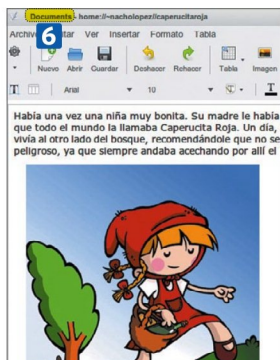 Documents - home://~nacholopez//caperucitaroja
6
Ver Insertar Formato Tabla
Nuevo Abrir Guardar Deshacer Rehacer Tabla Imagen
T Arial 10 T
Había una vez una niña muy bonita. Su madre le había
que todo el mundo la llamaba Caperucita Roja. Un día,
vivía al otro lado del bosque, recomendándole que no se
peligroso, ya que siempre andaba acechando por allí el